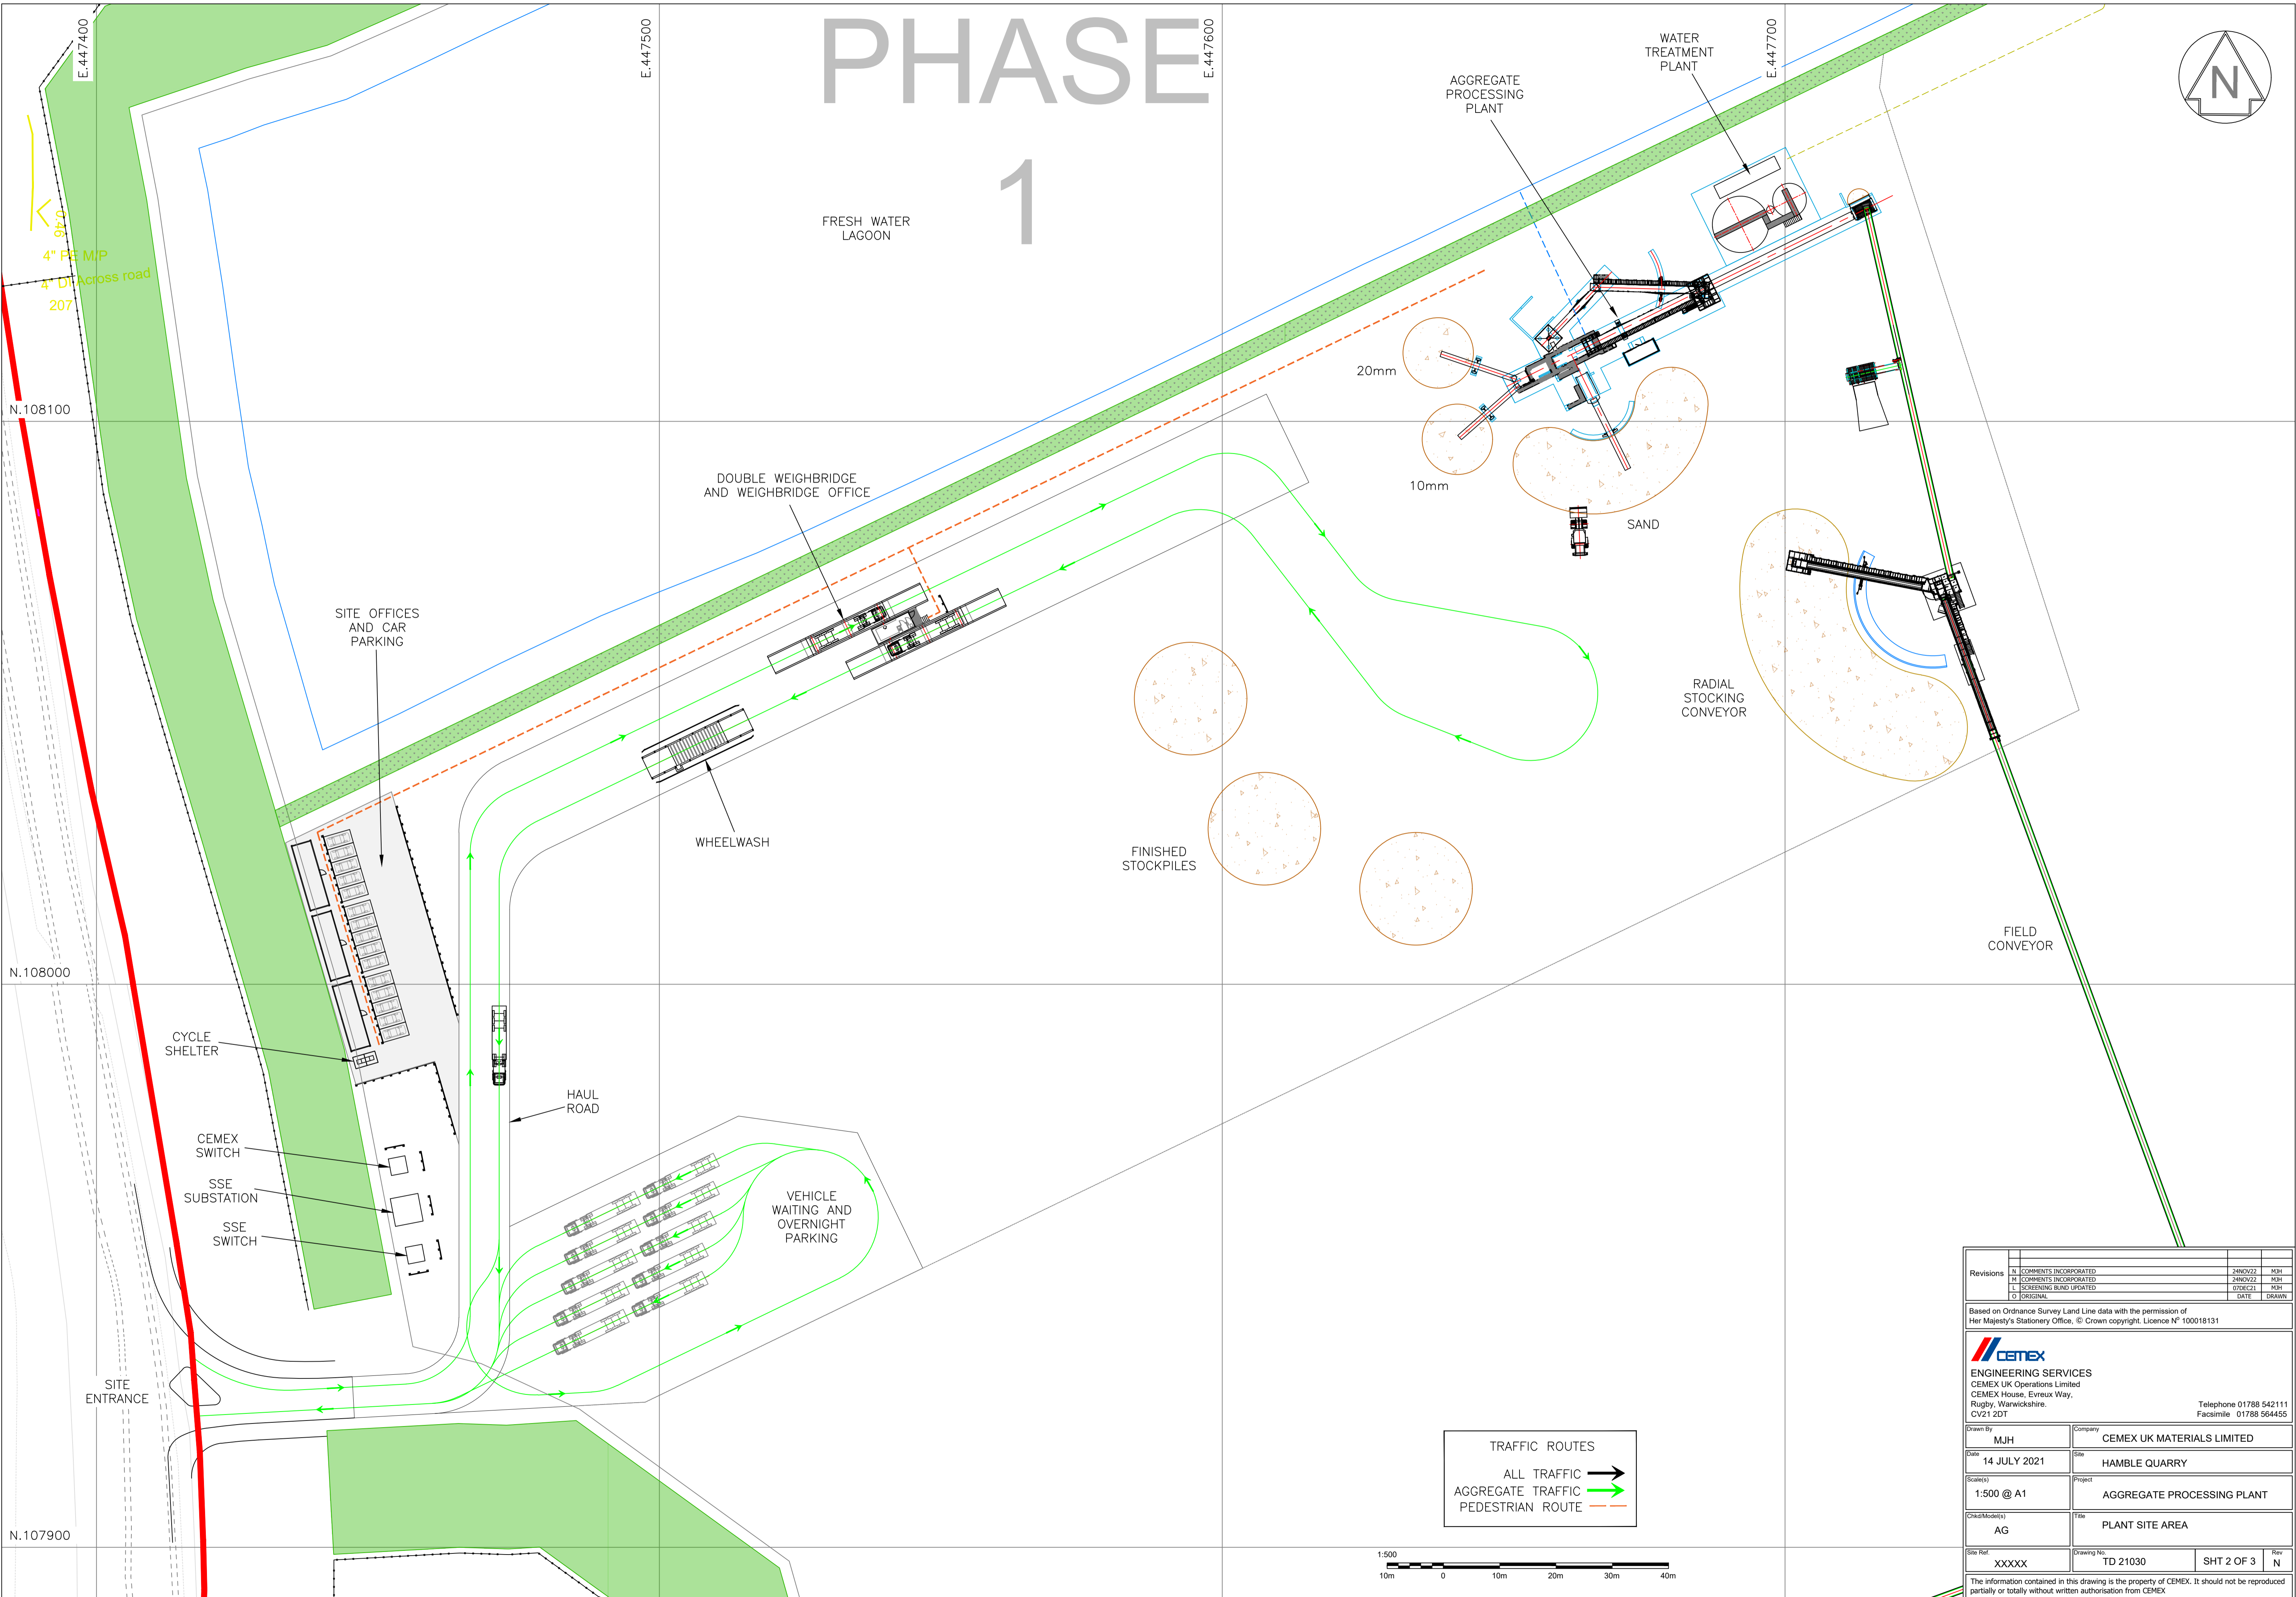 PHASE
1
E.447400
E.447500
E.447600
E.447700
N.108100
N.108000
N.107900
N
WATER
TREATMENT
PLANT
AGGREGATE
PROCESSING
PLANT
FRESH WATER
LAGOON
0.46
4" PE M:P
4" DI Across road
207
20mm
10mm
SAND
DOUBLE WEIGHBRIDGE
AND WEIGHBRIDGE OFFICE
SITE OFFICES
AND CAR
PARKING
RADIAL
STOCKING
CONVEYOR
WHEELWASH
FINISHED
STOCKPILES
FIELD
CONVEYOR
CYCLE
SHELTER
HAUL
ROAD
CEMEX
SWITCH
SSE
SUBSTATION
SSE
SWITCH
VEHICLE
WAITING AND
OVERNIGHT
PARKING
SITE
ENTRANCE
TRAFFIC ROUTES
ALL TRAFFIC
AGGREGATE TRAFFIC
PEDESTRIAN ROUTE
1:500
10m 0 10m 20m 30m 40m
Revisions
N COMMENTS INCORPORATED 24NOV22 MJH
M COMMENTS INCORPORATED 24NOV22 MJH
L SCREENING BUND UPDATED 07DEC21 MJH
O ORIGINAL DATE DRAWN
Based on Ordnance Survey Land Line data with the permission of
Her Majesty's Stationery Office, © Crown copyright. Licence Nº 100018131
CEMEX
ENGINEERING SERVICES
CEMEX UK Operations Limited
CEMEX House, Evreux Way,
Rugby, Warwickshire.
CV21 2DT
Telephone 01788 542111
Facsimile 01788 564455
Drawn By
MJH
Company
CEMEX UK MATERIALS LIMITED
Date
14 JULY 2021
Site
HAMBLE QUARRY
Scale(s)
1:500 @ A1
Project
AGGREGATE PROCESSING PLANT
Chkd/Model(s)
AG
Title
PLANT SITE AREA
Site Ref.
XXXXX
Drawing No.
TD 21030
SHT 2 OF 3
Rev
N
The information contained in this drawing is the property of CEMEX. It should not be reproduced
partially or totally without written authorisation from CEMEX